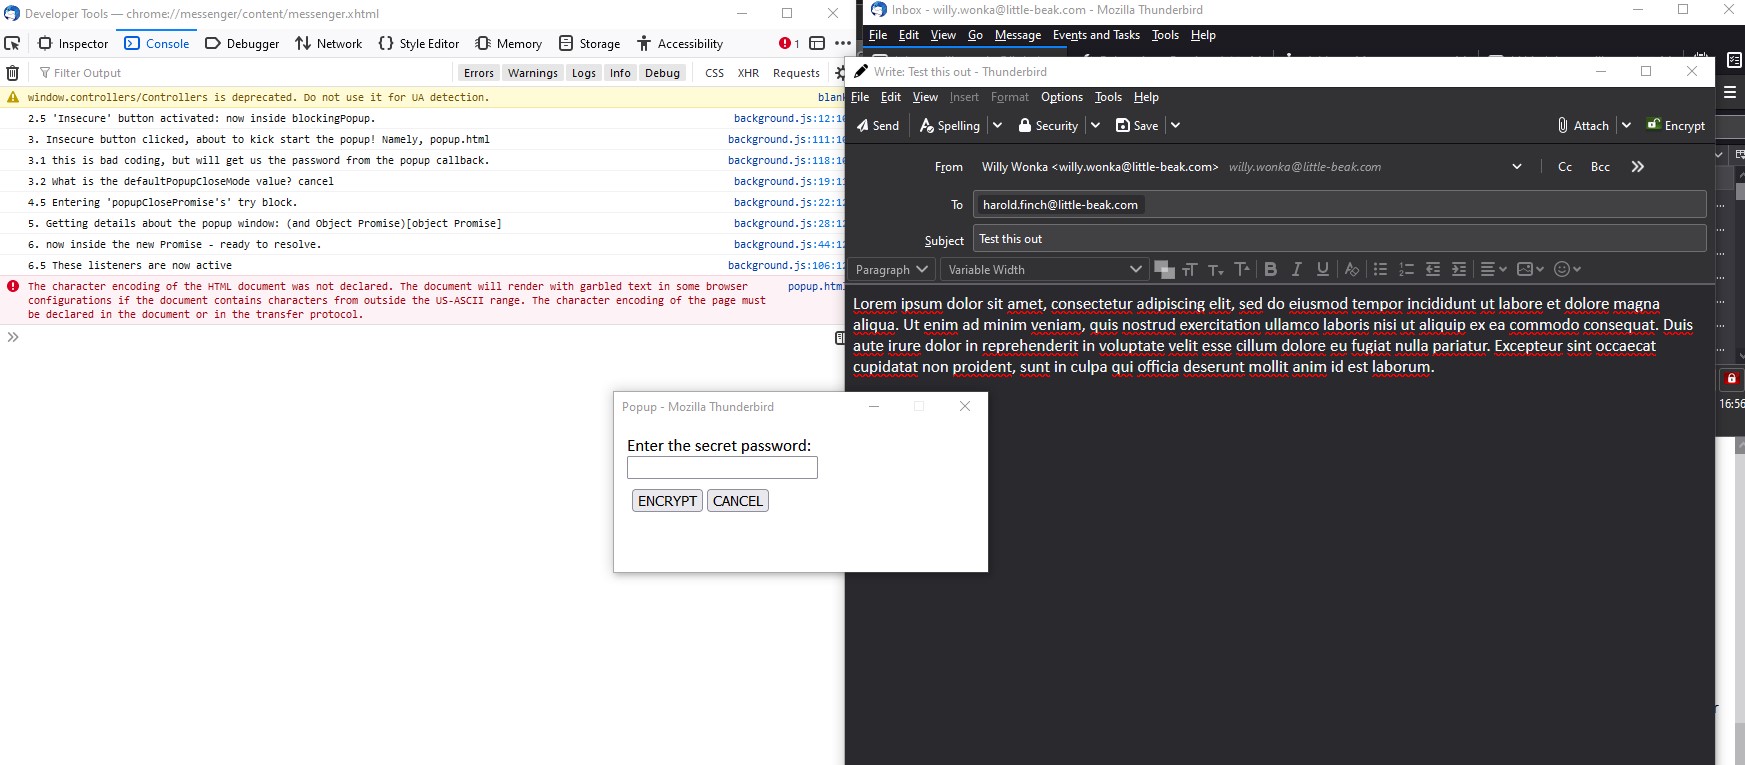 Developer Tools — chrome://messenger/content/messenger.xhtml
Inspector Console Debugger Network Style Editor Memory Storage Accessibility 1
Filter Output Errors Warnings Logs Info Debug CSS XHR Requests
window.controllers/Controllers is deprecated. Do not use it for UA detection. blank
2.5 'Insecure' button activated: now inside blockingPopup. background.js:12:1
3. Insecure button clicked, about to kick start the popup! Namely, popup.html background.js:111:1
3.1 this is bad coding, but will get us the password from the popup callback. background.js:118:1
3.2 What is the defaultPopupCloseMode value? cancel background.js:19:1
4.5 Entering 'popupClosePromise's' try block. background.js:22:1
5. Getting details about the popup window: (and Object Promise)[object Promise] background.js:28:1
6. now inside the new Promise - ready to resolve. background.js:44:1
6.5 These listeners are now active background.js:106:1
The character encoding of the HTML document was not declared. The document will render with garbled text in some browser popup.htm
configurations if the document contains characters from outside the US-ASCII range. The character encoding of the page must
be declared in the document or in the transfer protocol.
Inbox - willy.wonka@little-beak.com - Mozilla Thunderbird
File Edit View Go Message Events and Tasks Tools Help
Write: Test this out - Thunderbird
File Edit View Insert Format Options Tools Help
Send Spelling Security Save Attach Encrypt
From Willy Wonka <willy.wonka@little-beak.com> willy.wonka@little-beak.com Cc Bcc
To harold.finch@little-beak.com
Subject Test this out
Paragraph Variable Width
Lorem ipsum dolor sit amet, consectetur adipiscing elit, sed do eiusmod tempor incididunt ut labore et dolore magna
aliqua. Ut enim ad minim veniam, quis nostrud exercitation ullamco laboris nisi ut aliquip ex ea commodo consequat. Duis
aute irure dolor in reprehenderit in voluptate velit esse cillum dolore eu fugiat nulla pariatur. Excepteur sint occaecat
cupidatat non proident, sunt in culpa qui officia deserunt mollit anim id est laborum.
16:56
Popup - Mozilla Thunderbird
Enter the secret password:
ENCRYPT CANCEL